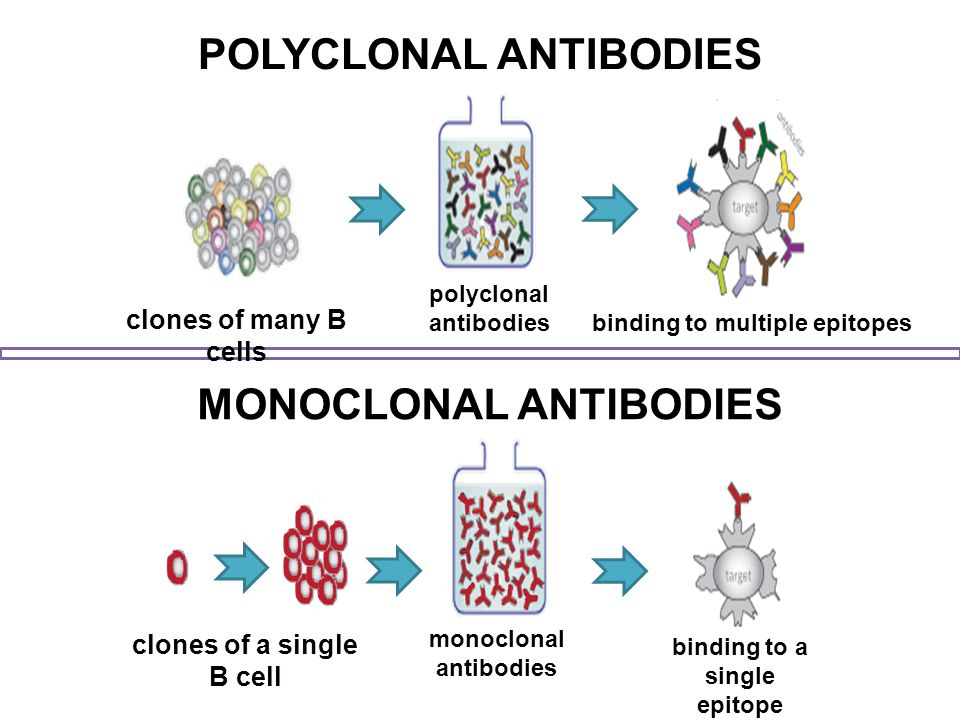 POLYCLONAL ANTIBODIES
antibodies
target
clones of many B
cells
polyclonal
antibodies
binding to multiple epitopes
MONOCLONAL ANTIBODIES
target
clones of a single
B cell
monoclonal
antibodies
binding to a
single
epitope